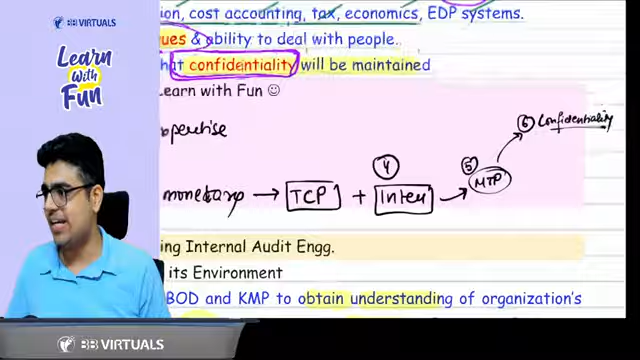 BB VIRTUALS
Learn
With
Fun
ion, cost accounting, tax, economics, EDP systems.
ues & ability to deal with people.
hat confidentiality will be maintained
Learn with Fun ☺
xpertise
④ ⑤ ⑥ Confidentiality
monetary → TCP + Inter → MTP
ing Internal Audit Engg.
its Environment
BOD and KMP to obtain understanding of organization's
BB VIRTUALS